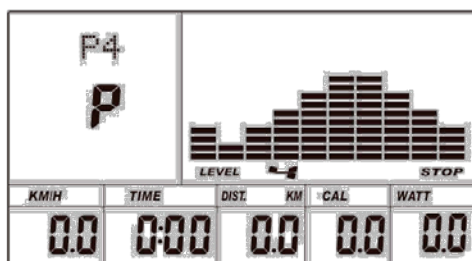 P4
P
LEVEL 4 STOP
KM/H TIME DIST. KM CAL WATT
0.0 0:00 0.0 0.0 0.0